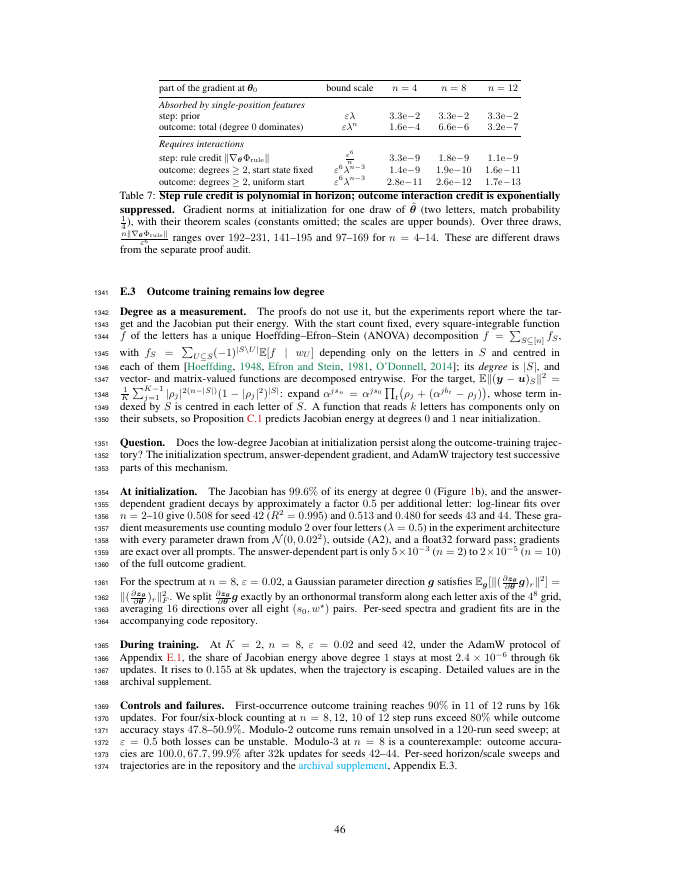 part of the gradient at θ₀ bound scale n = 4 n = 8 n = 12
Absorbed by single-position features
step: prior ελ 3.3e−2 3.3e−2 3.3e−2
outcome: total (degree 0 dominates) ελⁿ 1.6e−4 6.6e−6 3.2e−7
Requires interactions
step: rule credit ‖∇_θΦ_rule‖ ε⁶/n 3.3e−9 1.8e−9 1.1e−9
outcome: degrees ≥ 2, start state fixed ε⁶λⁿ⁻³ 1.4e−9 1.9e−10 1.6e−11
outcome: degrees ≥ 2, uniform start ε⁶λⁿ⁻³ 2.8e−11 2.6e−12 1.7e−13
Table 7: Step rule credit is polynomial in horizon; outcome interaction credit is exponentially
suppressed. Gradient norms at initialization for one draw of θ̂ (two letters, match probability
1/4), with their theorem scales (constants omitted; the scales are upper bounds). Over three draws,
n‖∇_θΦ_rule‖/ε⁶ ranges over 192–231, 141–195 and 97–169 for n = 4–14. These are different draws
from the separate proof audit.
1341 E.3 Outcome training remains low degree
1342 Degree as a measurement. The proofs do not use it, but the experiments report where the tar-
1343 get and the Jacobian put their energy. With the start count fixed, every square-integrable function
1344 f of the letters has a unique Hoeffding–Efron–Stein (ANOVA) decomposition f = ∑_{S⊆[n]} f_S,
1345 with f_S = ∑_{U⊆S}(−1)^{|S\U|}𝔼[f | w_U] depending only on the letters in S and centred in
1346 each of them [Hoeffding, 1948, Efron and Stein, 1981, O'Donnell, 2014]; its degree is |S|, and
1347 vector- and matrix-valued functions are decomposed entrywise. For the target, 𝔼‖(y − u)_S‖² =
1348 1/K ∑_{j=1}^{K−1} |ρ_j|^{2(n−|S|)}(1 − |ρ_j|²)^{|S|}: expand α^{js_n} = α^{js_0} ∏_t(ρ_j + (α^{jb_t} − ρ_j)), whose term in-
1349 dexed by S is centred in each letter of S. A function that reads k letters has components only on
1350 their subsets, so Proposition C.1 predicts Jacobian energy at degrees 0 and 1 near initialization.
1351 Question. Does the low-degree Jacobian at initialization persist along the outcome-training trajec-
1352 tory? The initialization spectrum, answer-dependent gradient, and AdamW trajectory test successive
1353 parts of this mechanism.
1354 At initialization. The Jacobian has 99.6% of its energy at degree 0 (Figure 1b), and the answer-
1355 dependent gradient decays by approximately a factor 0.5 per additional letter: log-linear fits over
1356 n = 2–10 give 0.508 for seed 42 (R² = 0.995) and 0.513 and 0.480 for seeds 43 and 44. These gra-
1357 dient measurements use counting modulo 2 over four letters (λ = 0.5) in the experiment architecture
1358 with every parameter drawn from 𝒩(0, 0.02²), outside (A2), and a float32 forward pass; gradients
1359 are exact over all prompts. The answer-dependent part is only 5×10⁻³ (n = 2) to 2×10⁻⁵ (n = 10)
1360 of the full outcome gradient.
1361 For the spectrum at n = 8, ε = 0.02, a Gaussian parameter direction g satisfies 𝔼_g[‖(∂z_θ/∂θ g)_r‖²] =
1362 ‖(∂z_θ/∂θ)_r‖²_F. We split ∂z_θ/∂θ g exactly by an orthonormal transform along each letter axis of the 4⁸ grid,
1363 averaging 16 directions over all eight (s₀, w*) pairs. Per-seed spectra and gradient fits are in the
1364 accompanying code repository.
1365 During training. At K = 2, n = 8, ε = 0.02 and seed 42, under the AdamW protocol of
1366 Appendix E.1, the share of Jacobian energy above degree 1 stays at most 2.4 × 10⁻⁶ through 6k
1367 updates. It rises to 0.155 at 8k updates, when the trajectory is escaping. Detailed values are in the
1368 archival supplement.
1369 Controls and failures. First-occurrence outcome training reaches 90% in 11 of 12 runs by 16k
1370 updates. For four/six-block counting at n = 8, 12, 10 of 12 step runs exceed 80% while outcome
1371 accuracy stays 47.8–50.9%. Modulo-2 outcome runs remain unsolved in a 120-run seed sweep; at
1372 ε = 0.5 both losses can be unstable. Modulo-3 at n = 8 is a counterexample: outcome accura-
1373 cies are 100.0, 67.7, 99.9% after 32k updates for seeds 42–44. Per-seed horizon/scale sweeps and
1374 trajectories are in the repository and the archival supplement, Appendix E.3.
46